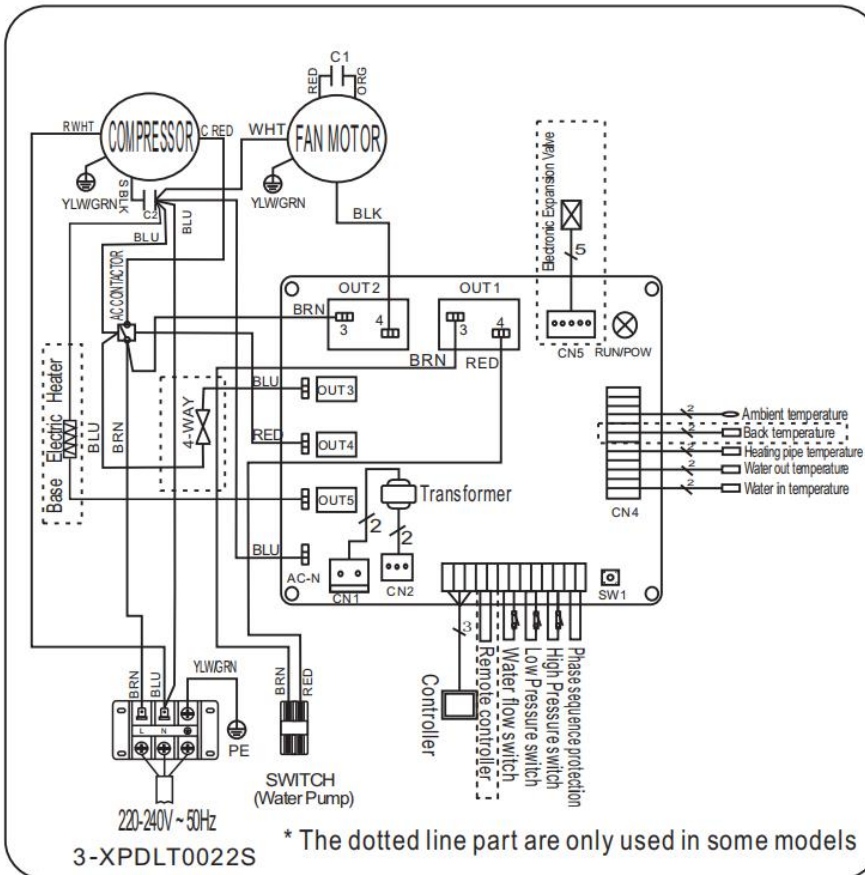 C1
RED
ORG
R WHT
COMPRESSOR
C RED
WHT
FAN MOTOR
YLW/GRN
S BLK
C2
BLU
YLW/GRN
BLU
BLK
Electronic Expansion Valve
5
CN5
RUN/POW
AC CONTACTOR
OUT2
OUT1
BRN
3
4
3
4
BRN
RED
Base Electric Heater
BLU
BRN
4-WAY
BLU
OUT3
RED
OUT4
OUT5
BLU
AC-N
Transformer
2
2
CN1
CN2
2
Ambient temperature
2
Back temperature
2
Heating pipe temperature
2
Water out temperature
2
Water in temperature
CN4
SW1
3
Controller
Remote controller
Water flow switch
Low Pressure switch
High Pressure switch
Phase sequence protection
BRN
BLU
YLW/GRN
L
N
PE
BRN
RED
SWITCH
(Water Pump)
220-240V ~ 50Hz
3-XPDLT0022S
* The dotted line part are only used in some models